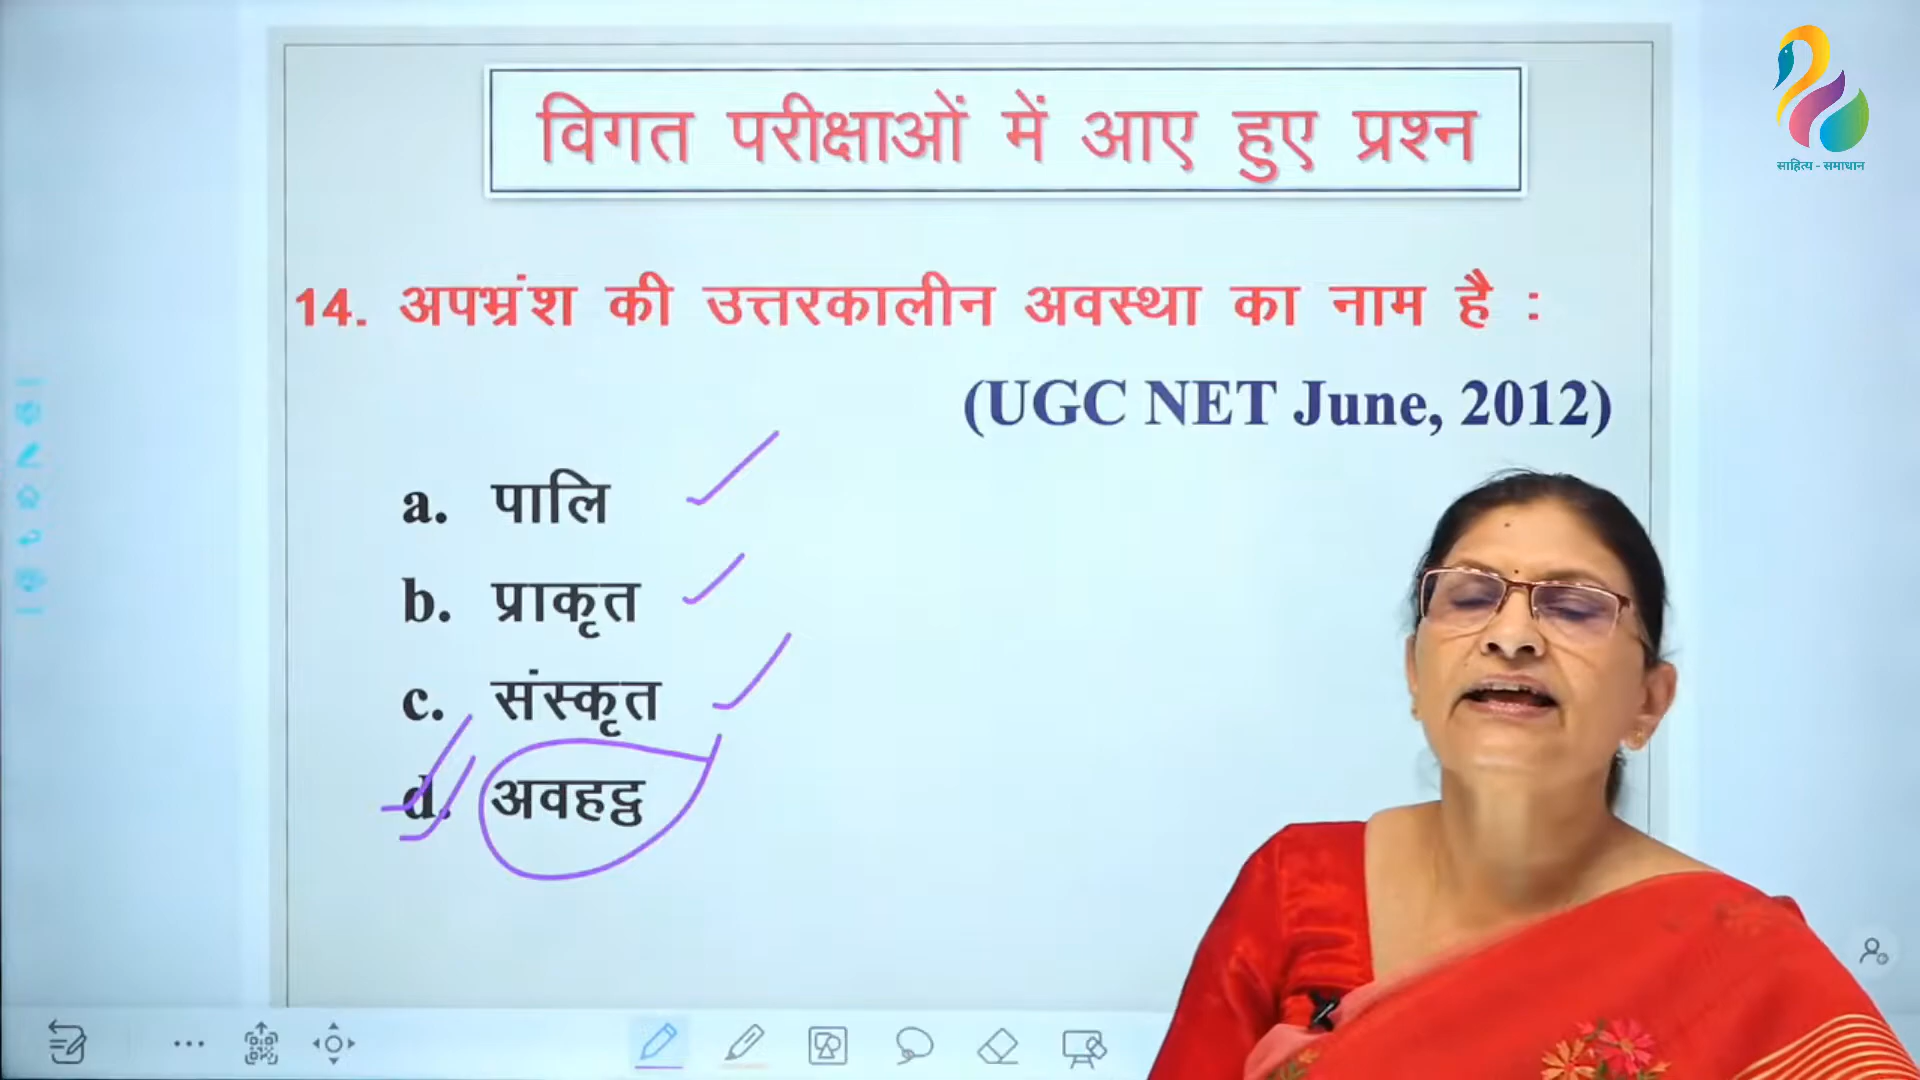 विगत परीक्षाओं में आए हुए प्रश्न
साहित्य - समाधान
14. अपभ्रंश की उत्तरकालीन अवस्था का नाम है :
(UGC NET June, 2012)
a. पालि
b. प्राकृत
c. संस्कृत
d. अवहट्ठ